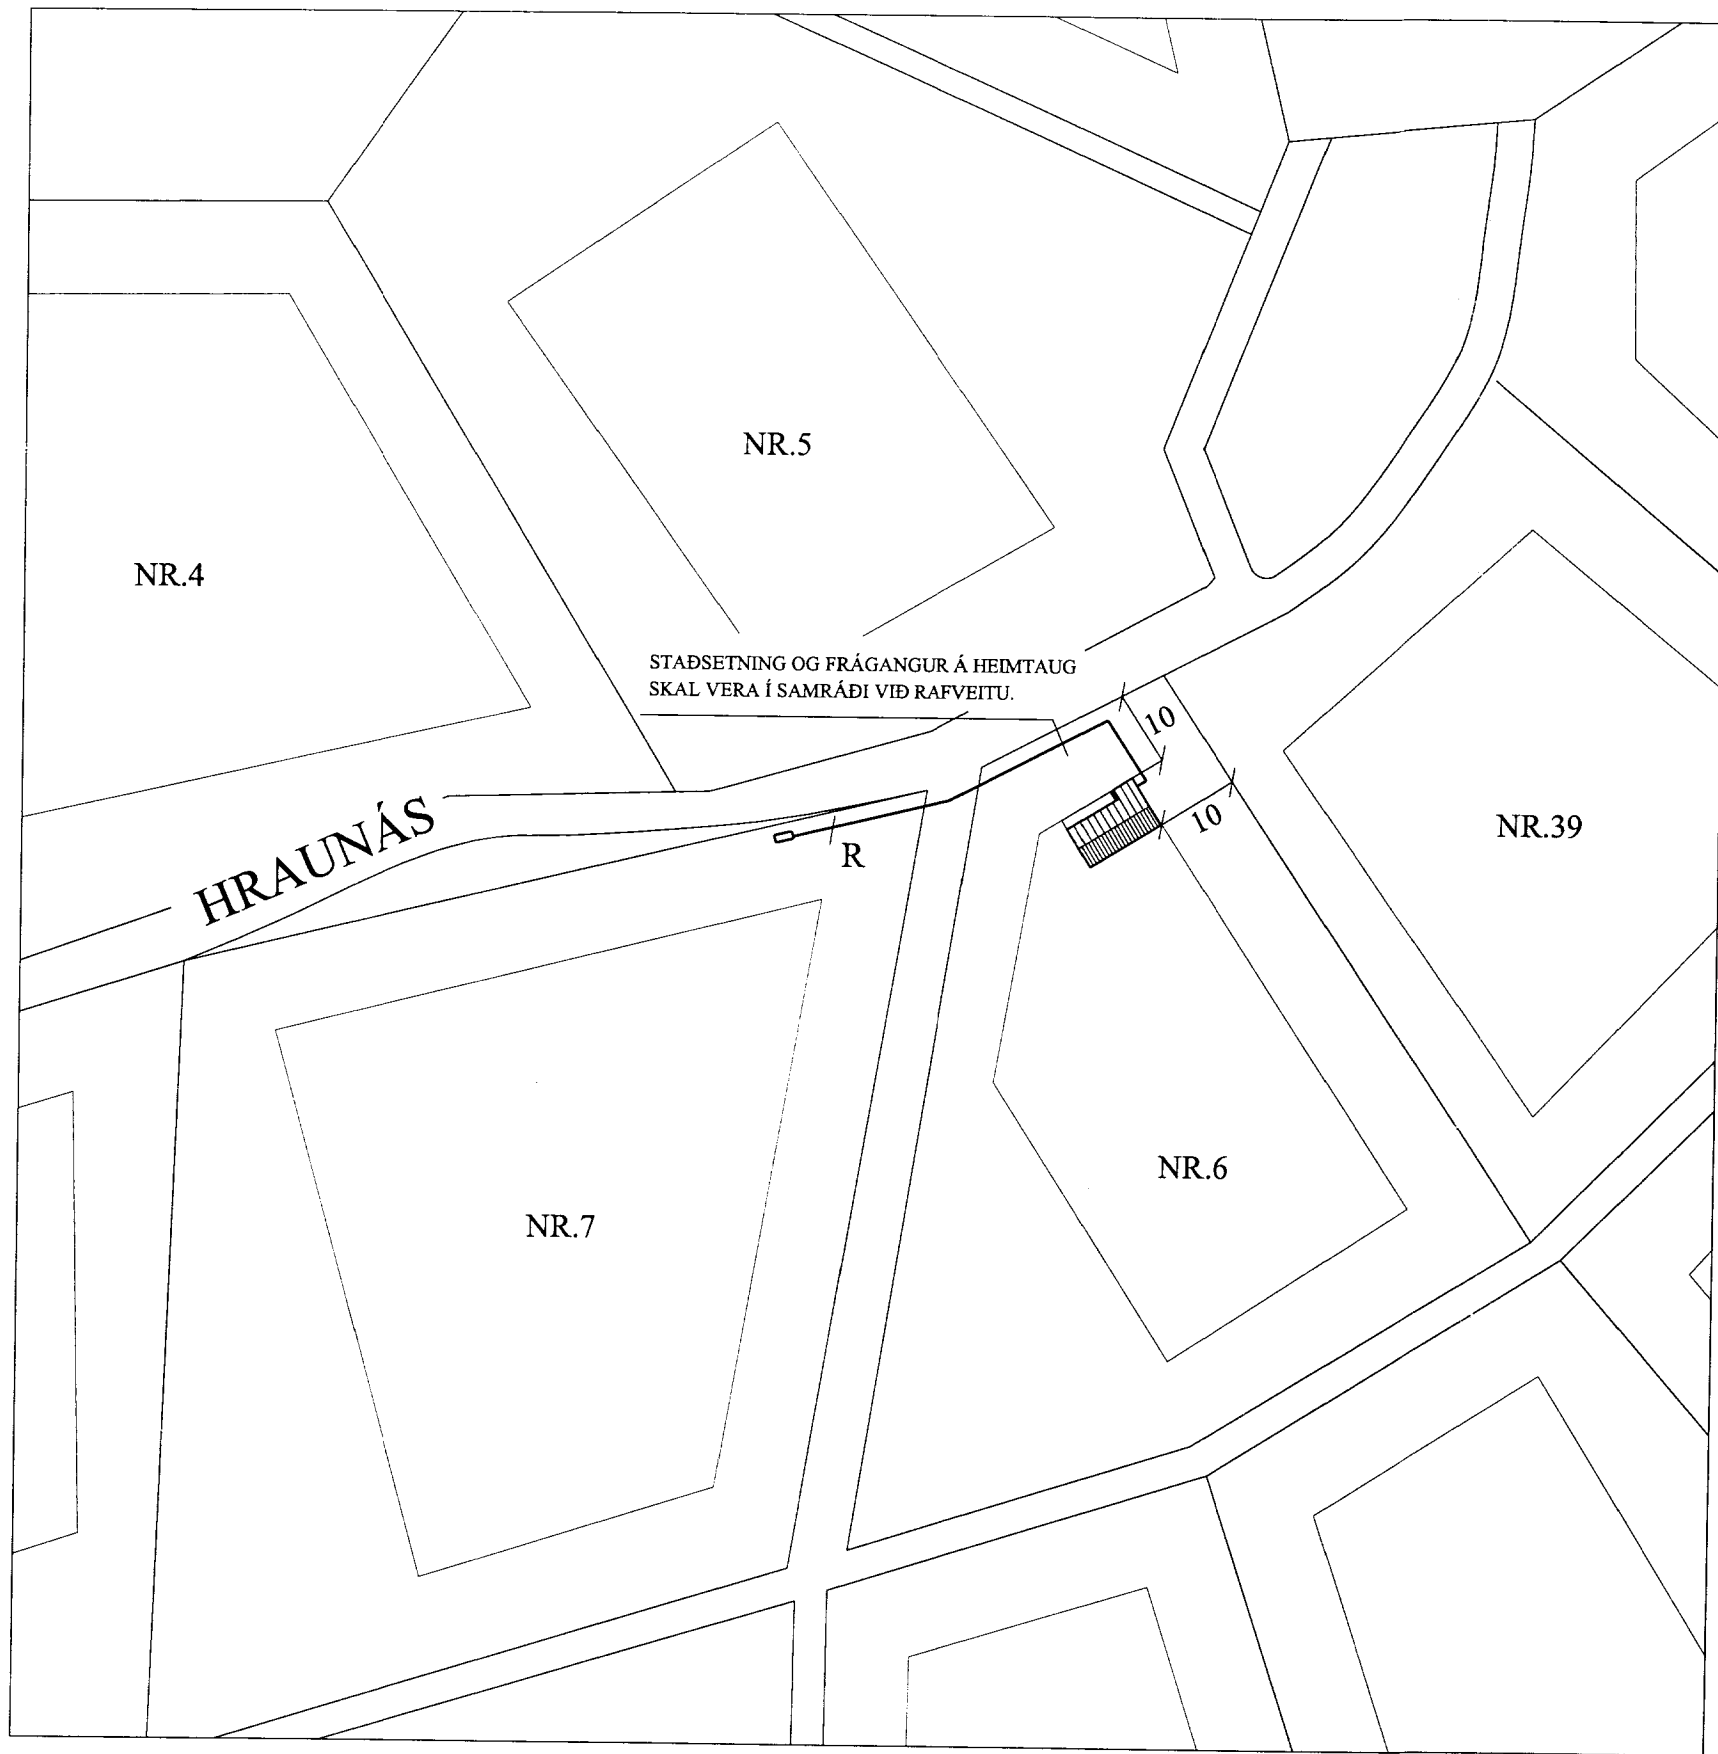 NR.5
NR.4
STAÐSETNING OG FRÁGANGUR Á HEIMTAUG
SKAL VERA Í SAMRÁÐI VIÐ RAFVEITU.
10
10
HRAUNÁS
R
NR.39
NR.6
NR.7